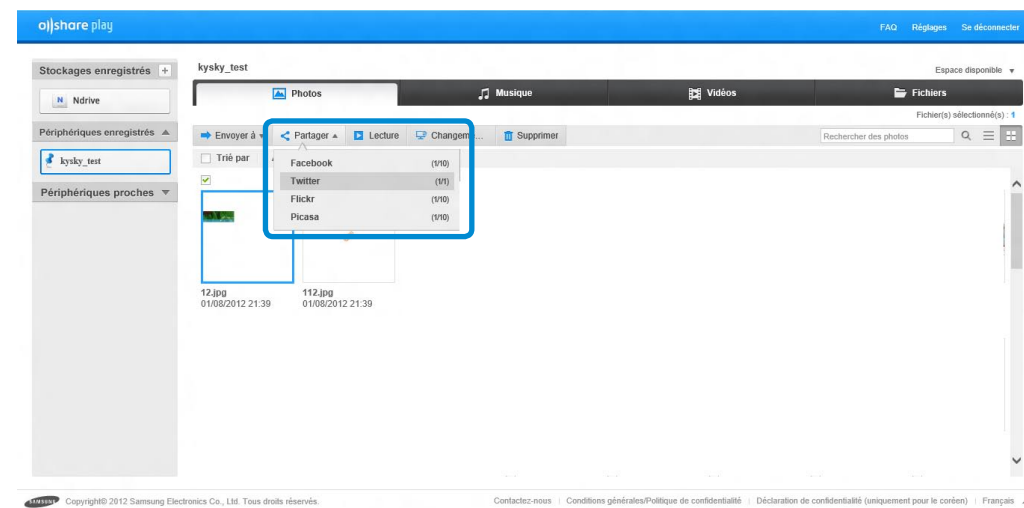 allshare play
FAQ Réglages Se déconnecter
Stockages enregistrés +
kysky_test
Espace disponible
N Ndrive
Photos Musique Vidéos Fichiers
Fichier(s) sélectionné(s) : 1
Périphériques enregistrés
Envoyer à Partager Lecture Changem... Supprimer
Rechercher des photos
kysky_test
Trié par
Facebook (1/10)
Twitter (1/1)
Flickr (1/10)
Picasa (1/10)
Périphériques proches
12.jpg 112.jpg
01/08/2012 21:39 01/08/2012 21:39
SAMSUNG Copyright© 2012 Samsung Electronics Co., Ltd. Tous droits réservés.
Contactez-nous | Conditions générales/Politique de confidentialité | Déclaration de confidentialité (uniquement pour le coréen) | Français